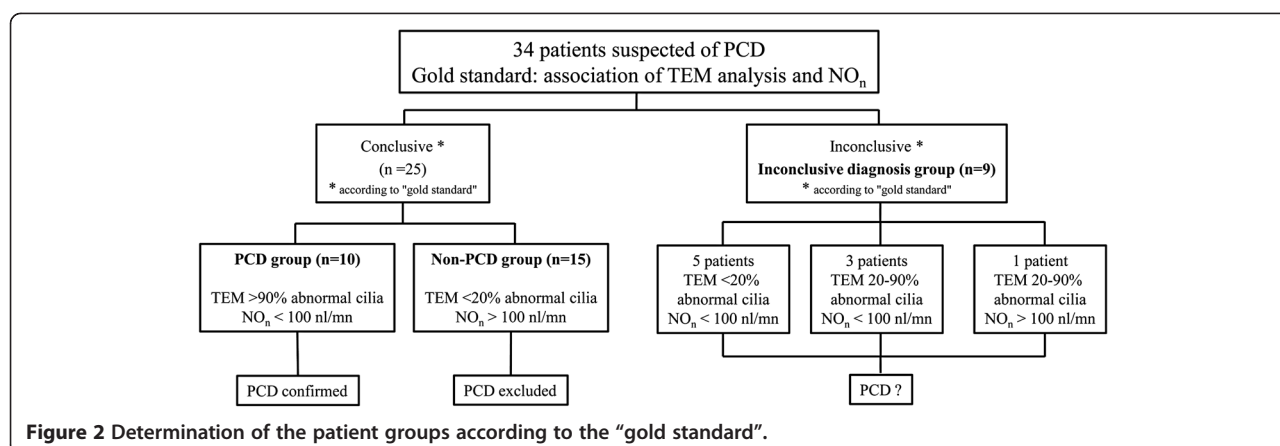 34 patients suspected of PCD
Gold standard: association of TEM analysis and NOn
Conclusive *
(n =25)
* according to "gold standard"
Inconclusive *
Inconclusive diagnosis group (n=9)
* according to "gold standard"
PCD group (n=10)
TEM >90% abnormal cilia
NOn < 100 nl/mn
Non-PCD group (n=15)
TEM <20% abnormal cilia
NOn > 100 nl/mn
5 patients
TEM <20%
abnormal cilia
NOn < 100 nl/mn
3 patients
TEM 20-90%
abnormal cilia
NOn < 100 nl/mn
1 patient
TEM 20-90%
abnormal cilia
NOn > 100 nl/mn
PCD confirmed
PCD excluded
PCD ?
Figure 2 Determination of the patient groups according to the “gold standard”.